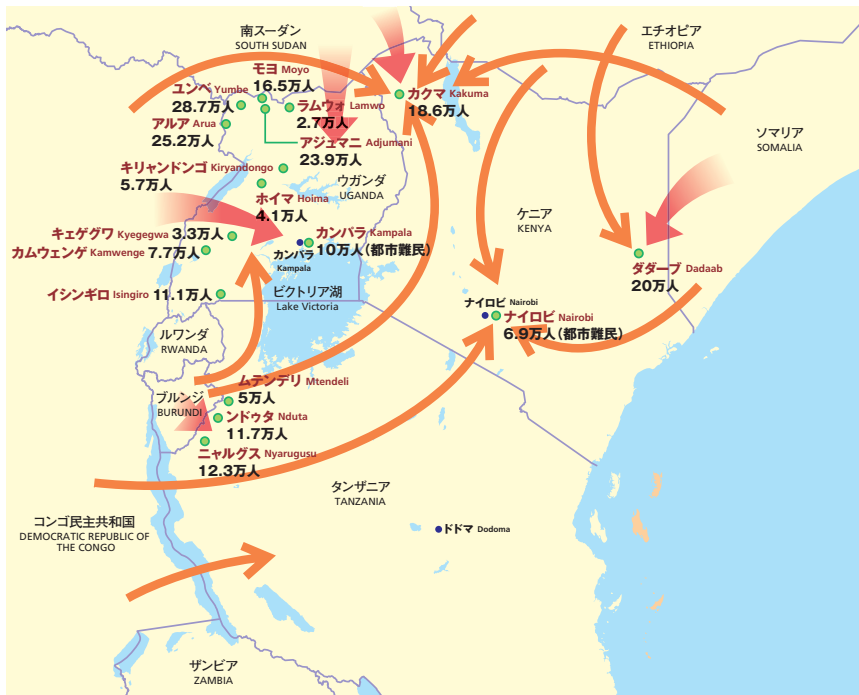 南スーダン
SOUTH SUDAN
エチオピア
ETHIOPIA
モヨ Moyo
16.5万人
ユンベ Yumbe
28.7万人
ラムウォ Lamwo
2.7万人
カクマ Kakuma
18.6万人
アルア Arua
25.2万人
アジュマニ Adjumani
23.9万人
ソマリア
SOMALIA
キリャンドンゴ Kiryandongo
5.7万人
ウガンダ
UGANDA
ホイマ Hoima
4.1万人
ケニア
KENYA
キェゲグワ Kyegegwa 3.3万人
カンパラ Kampala
10万人(都市難民)
カンパラ
Kampala
カムウェンゲ Kamwenge 7.7万人
ダダーブ Dadaab
20万人
イシンギロ Isingiro 11.1万人
ビクトリア湖
Lake Victoria
ナイロビ Nairobi
ナイロビ Nairobi
6.9万人(都市難民)
ルワンダ
RWANDA
ムテンデリ Mtendeli
5万人
ブルンジ
BURUNDI
ンドゥタ Nduta
11.7万人
ニャルグス Nyarugusu
12.3万人
タンザニア
TANZANIA
コンゴ民主共和国
DEMOCRATIC REPUBLIC OF
THE CONGO
ドドマ Dodoma
ザンビア
ZAMBIA